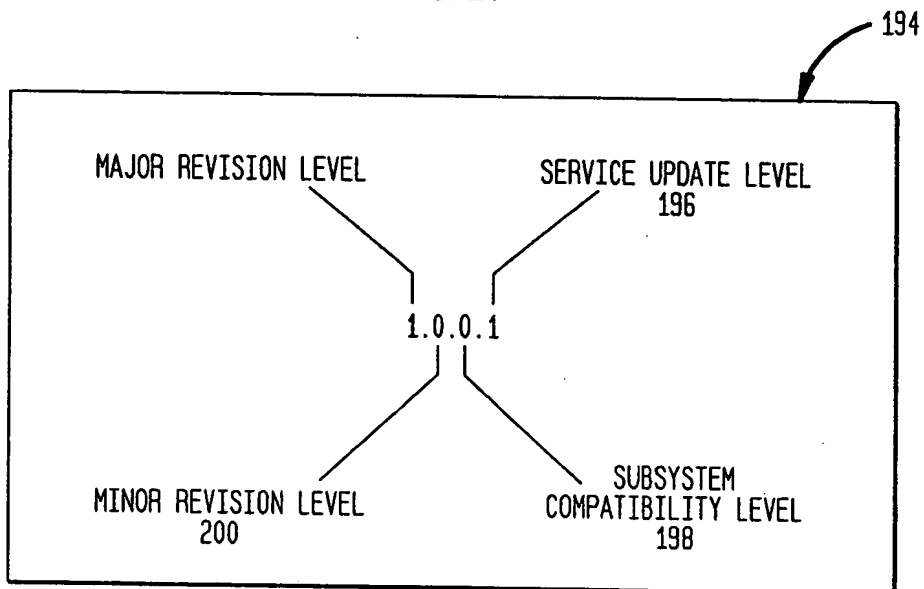 194
MAJOR REVISION LEVEL
SERVICE UPDATE LEVEL
196
1.0.0.1
MINOR REVISION LEVEL
200
SUBSYSTEM
COMPATIBILITY LEVEL
198